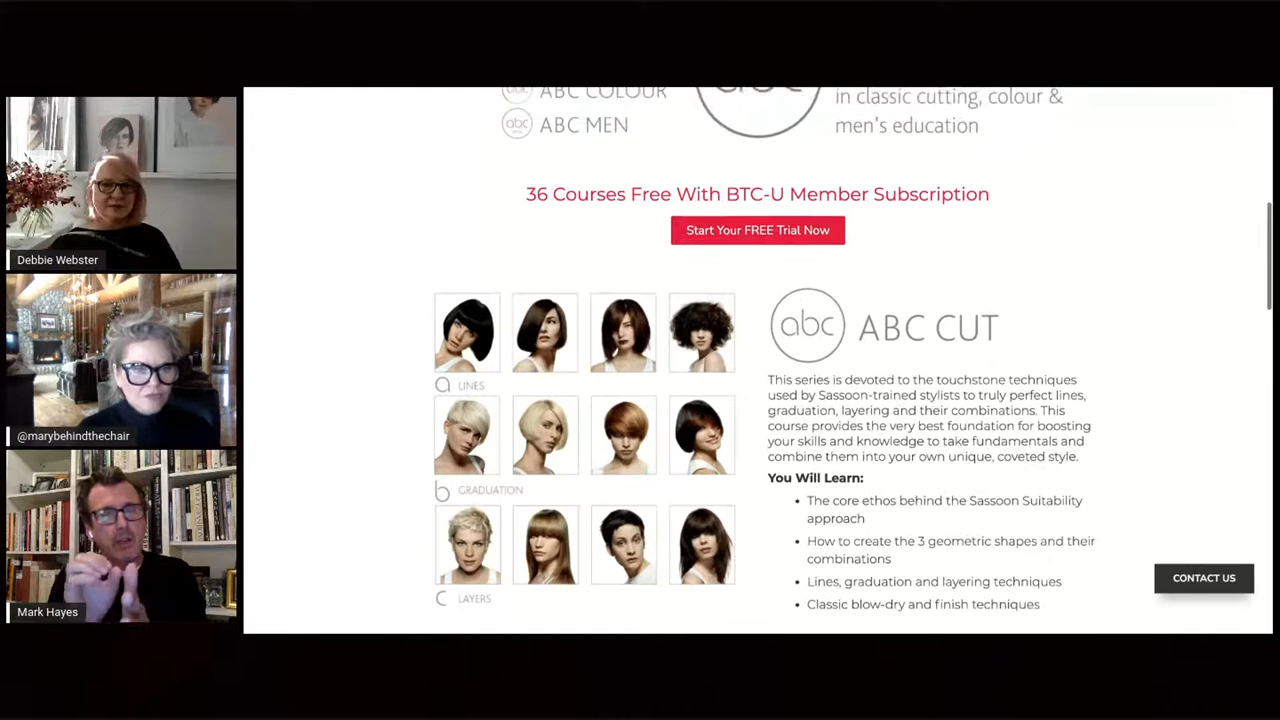 Debbie Webster
@marybehindthechair
Mark Hayes
abc ABC COLOUR
abc
in classic cutting, colour &
abc ABC MEN
men's education
36 Courses Free With BTC-U Member Subscription
Start Your FREE Trial Now
a LINES
b GRADUATION
c LAYERS
abc ABC CUT
This series is devoted to the touchstone techniques
used by Sassoon-trained stylists to truly perfect lines,
graduation, layering and their combinations. This
course provides the very best foundation for boosting
your skills and knowledge to take fundamentals and
combine them into your own unique, coveted style.
You Will Learn:
• The core ethos behind the Sassoon Suitability
approach
• How to create the 3 geometric shapes and their
combinations
• Lines, graduation and layering techniques
• Classic blow-dry and finish techniques
CONTACT US